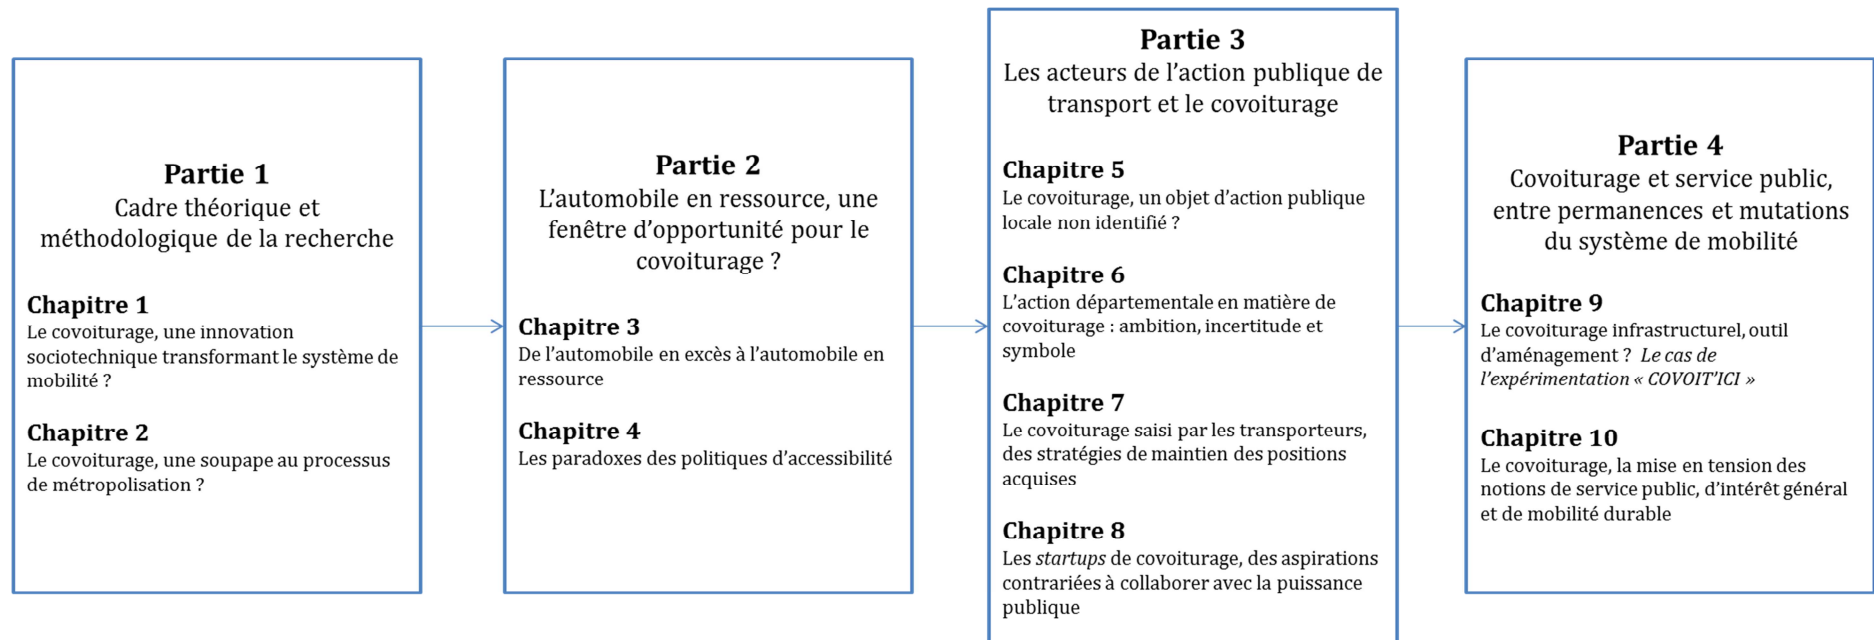 Partie 1
Cadre théorique et
méthodologique de la recherche
Chapitre 1
Le covoiturage, une innovation
sociotechnique transformant le système de
mobilité ?
Chapitre 2
Le covoiturage, une soupape au processus
de métropolisation ?
Partie 2
L’automobile en ressource, une
fenêtre d’opportunité pour le
covoiturage ?
Chapitre 3
De l’automobile en excès à l’automobile en
ressource
Chapitre 4
Les paradoxes des politiques d’accessibilité
Partie 3
Les acteurs de l’action publique de
transport et le covoiturage
Chapitre 5
Le covoiturage, un objet d’action publique
locale non identifié ?
Chapitre 6
L’action départementale en matière de
covoiturage : ambition, incertitude et
symbole
Chapitre 7
Le covoiturage saisi par les transporteurs,
des stratégies de maintien des positions
acquises
Chapitre 8
Les startups de covoiturage, des aspirations
contrariées à collaborer avec la puissance
publique
Partie 4
Covoiturage et service public,
entre permanences et mutations
du système de mobilité
Chapitre 9
Le covoiturage infrastructurel, outil
d’aménagement ? Le cas de
l’expérimentation « COVOIT’ICI »
Chapitre 10
Le covoiturage, la mise en tension des
notions de service public, d’intérêt général
et de mobilité durable